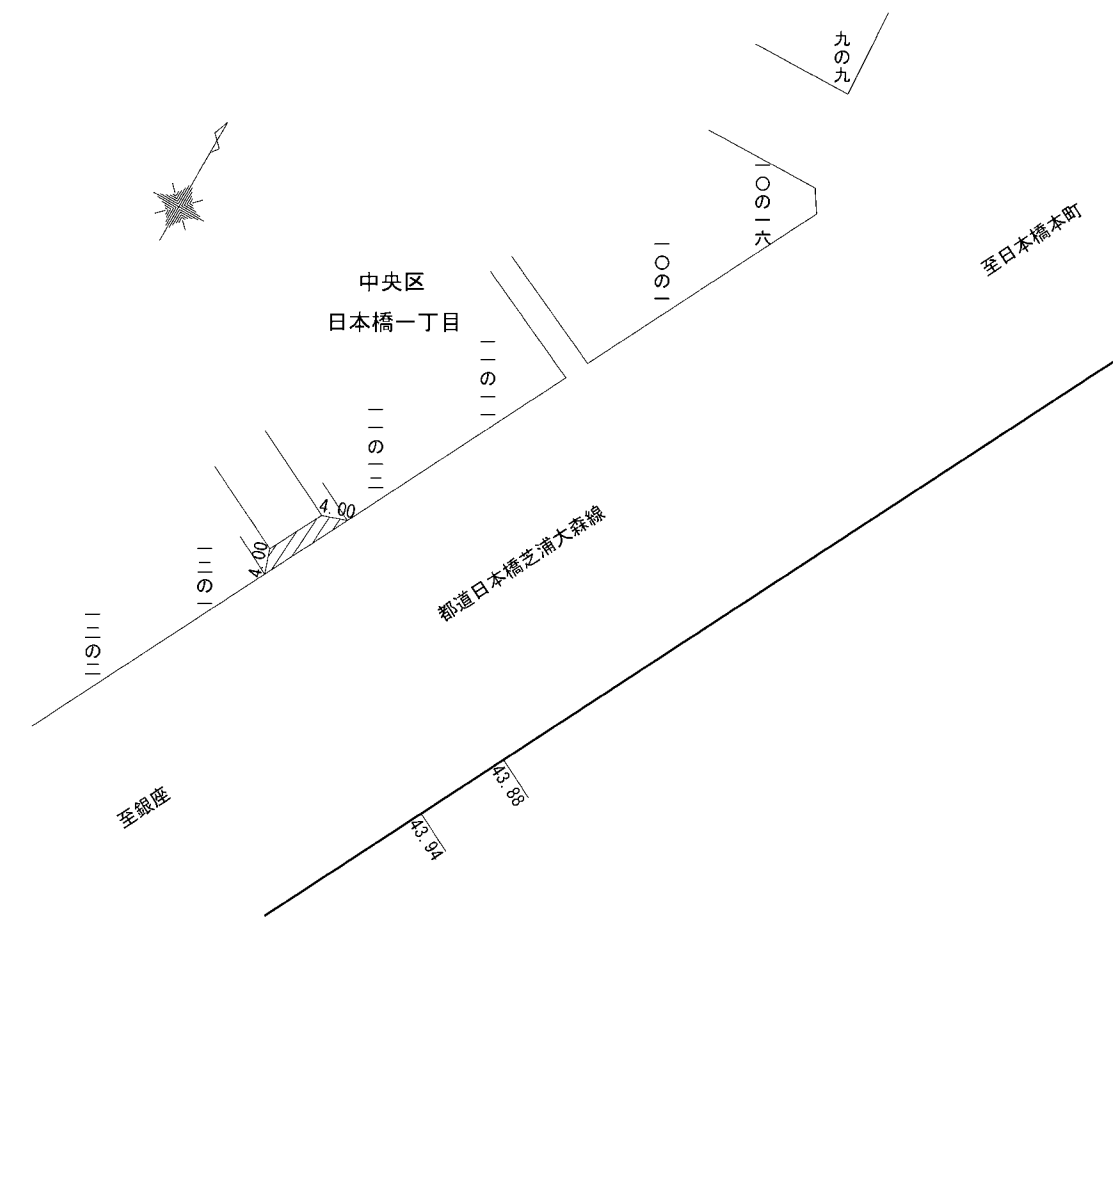 九の九
一〇の一六
一〇の一
至日本橋本町
中央区
日本橋一丁目
一一の一一
一一の一二
4.00
4.00
一二の一
一二の二
都道日本橋芝浦大森線
至銀座
43.88
43.94